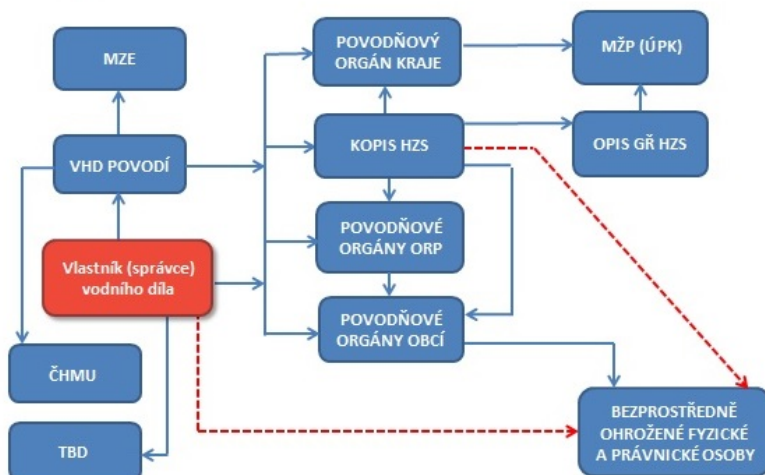 MZE
VHD POVODÍ
Vlastník (správce)
vodního díla
ČHMU
TBD
POVODŇOVÝ
ORGÁN KRAJE
KOPIS HZS
POVODŇOVÉ
ORGÁNY ORP
POVODŇOVÉ
ORGÁNY OBCÍ
MŽP (ÚPK)
OPIS GŘ HZS
BEZPROSTŘEDNĚ
OHROŽENÉ FYZICKÉ
A PRÁVNICKÉ OSOBY